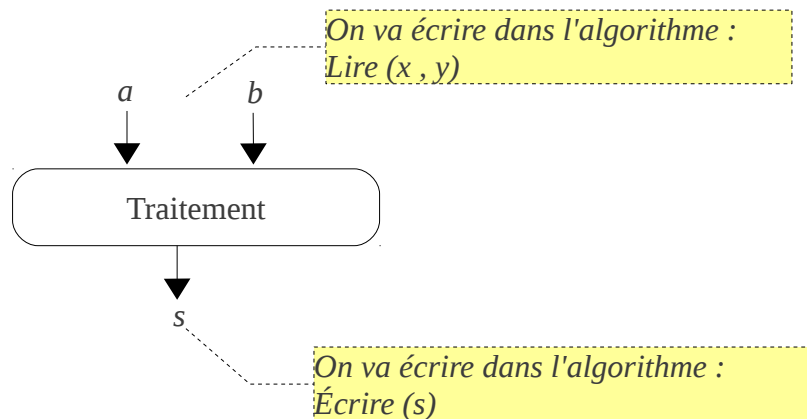 On va écrire dans l'algorithme :
Lire (x , y)
a
b
Traitement
s
On va écrire dans l'algorithme :
Écrire (s)